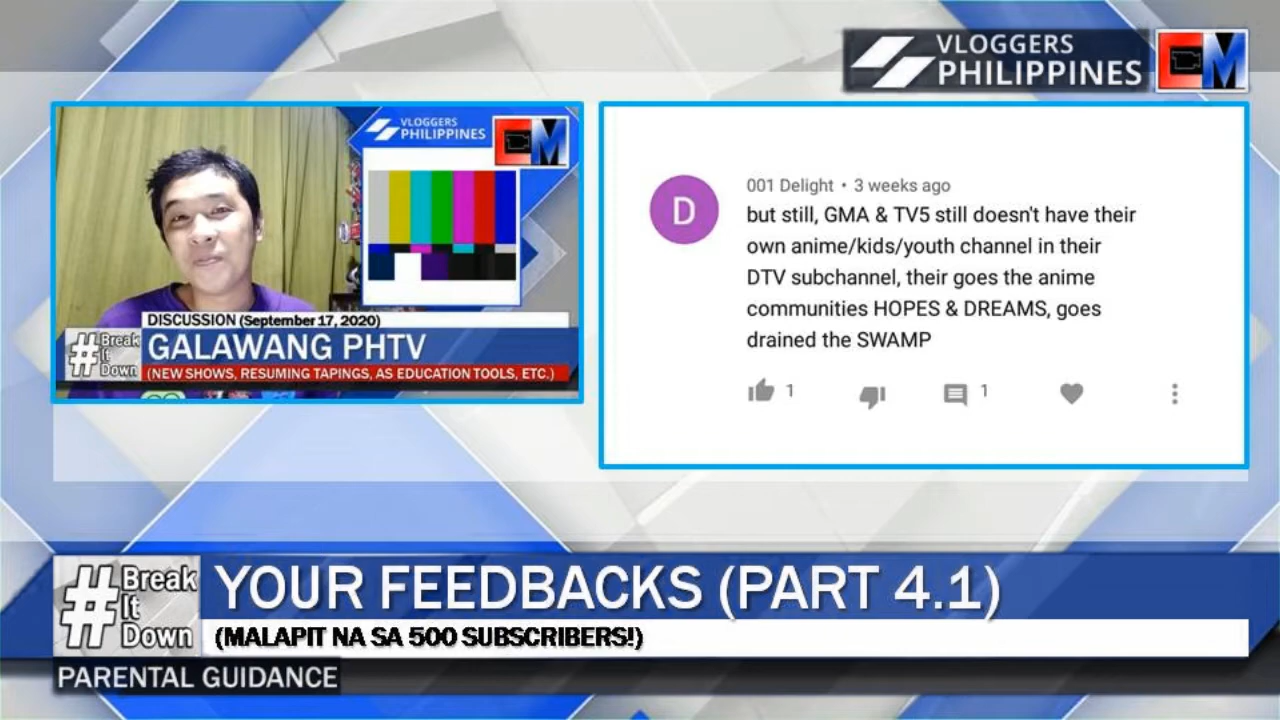 VLOGGERS
PHILIPPINES
CM
VLOGGERS
PHILIPPINES
CM
DISCUSSION (September 17, 2020)
#Break It Down
GALAWANG PHTV
(NEW SHOWS, RESUMING TAPINGS, AS EDUCATION TOOLS, ETC.)
D
001 Delight • 3 weeks ago
but still, GMA & TV5 still doesn't have their
own anime/kids/youth channel in their
DTV subchannel, their goes the anime
communities HOPES & DREAMS, goes
drained the SWAMP
1
1
#Break
It
Down
YOUR FEEDBACKS (PART 4.1)
(MALAPIT NA SA 500 SUBSCRIBERS!)
PARENTAL GUIDANCE